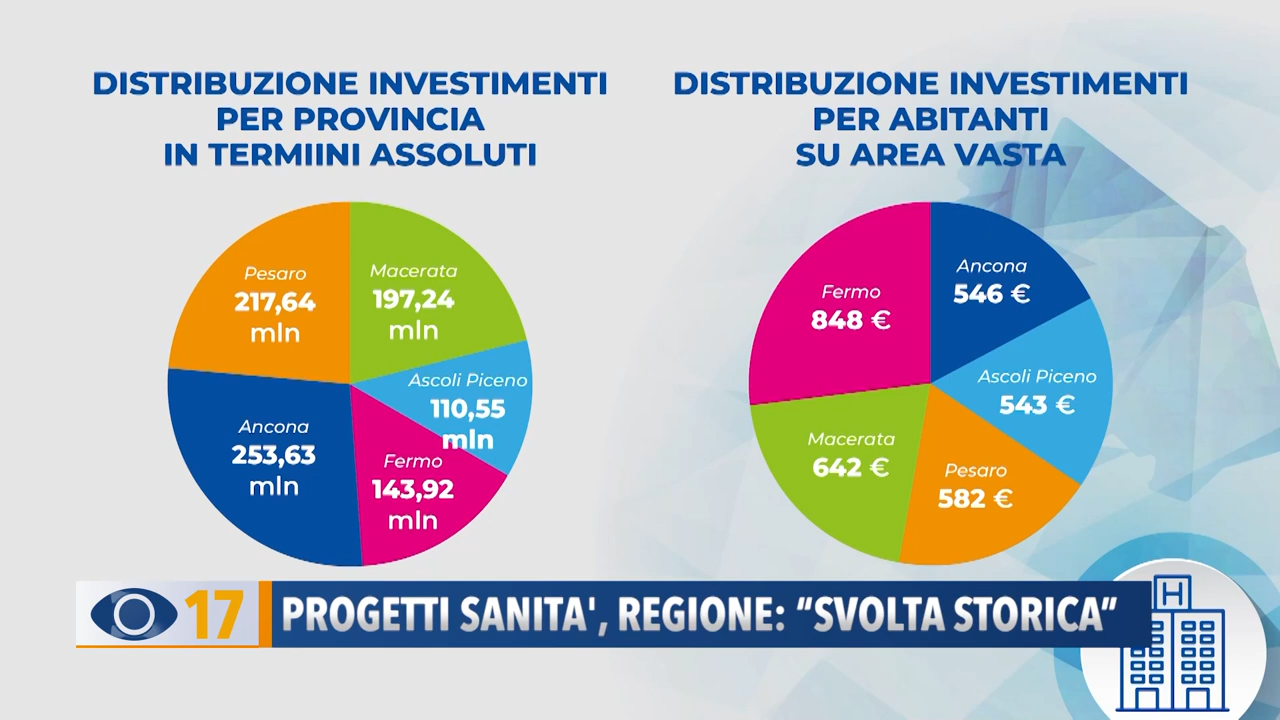 DISTRIBUZIONE INVESTIMENTI
PER PROVINCIA
IN TERMIINI ASSOLUTI
Pesaro
217,64
mln
Macerata
197,24
mln
Ascoli Piceno
110,55
mln
Fermo
143,92
mln
Ancona
253,63
mln
DISTRIBUZIONE INVESTIMENTI
PER ABITANTI
SU AREA VASTA
Fermo
848 €
Ancona
546 €
Ascoli Piceno
543 €
Pesaro
582 €
Macerata
642 €
17
PROGETTI SANITA', REGIONE: “SVOLTA STORICA”
H